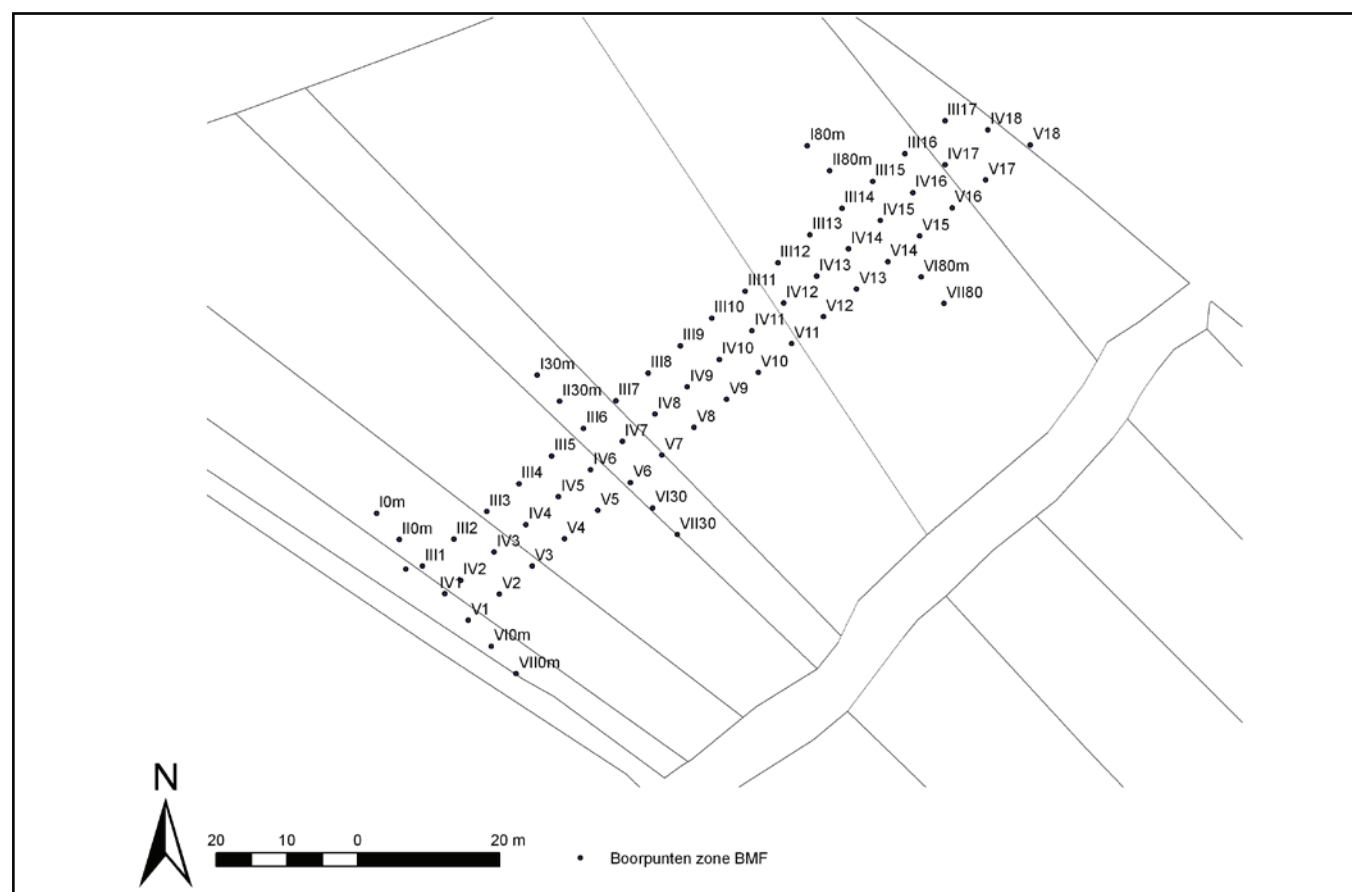 III17
IV18
V18
I80m
III16
II80m
IV17
III15
V17
IV16
III14
V16
IV15
III13
V15
IV14
III12
V14
IV13
VI80m
III11
V13
IV12
VII80
III10
V12
IV11
III9
V11
IV10
I30m
III8
V10
IV9
II30m
III7
V9
IV8
III6
V8
IV7
III5
V7
IV6
III4
V6
IV5
VI30
I0m
III3
V5
IV4
VII30
II0m
III2
V4
IV3
III1
V3
IV2
IV1
V2
V1
VI0m
VII0m
N
20 10 0 20 m
Boorpunten zone BMF